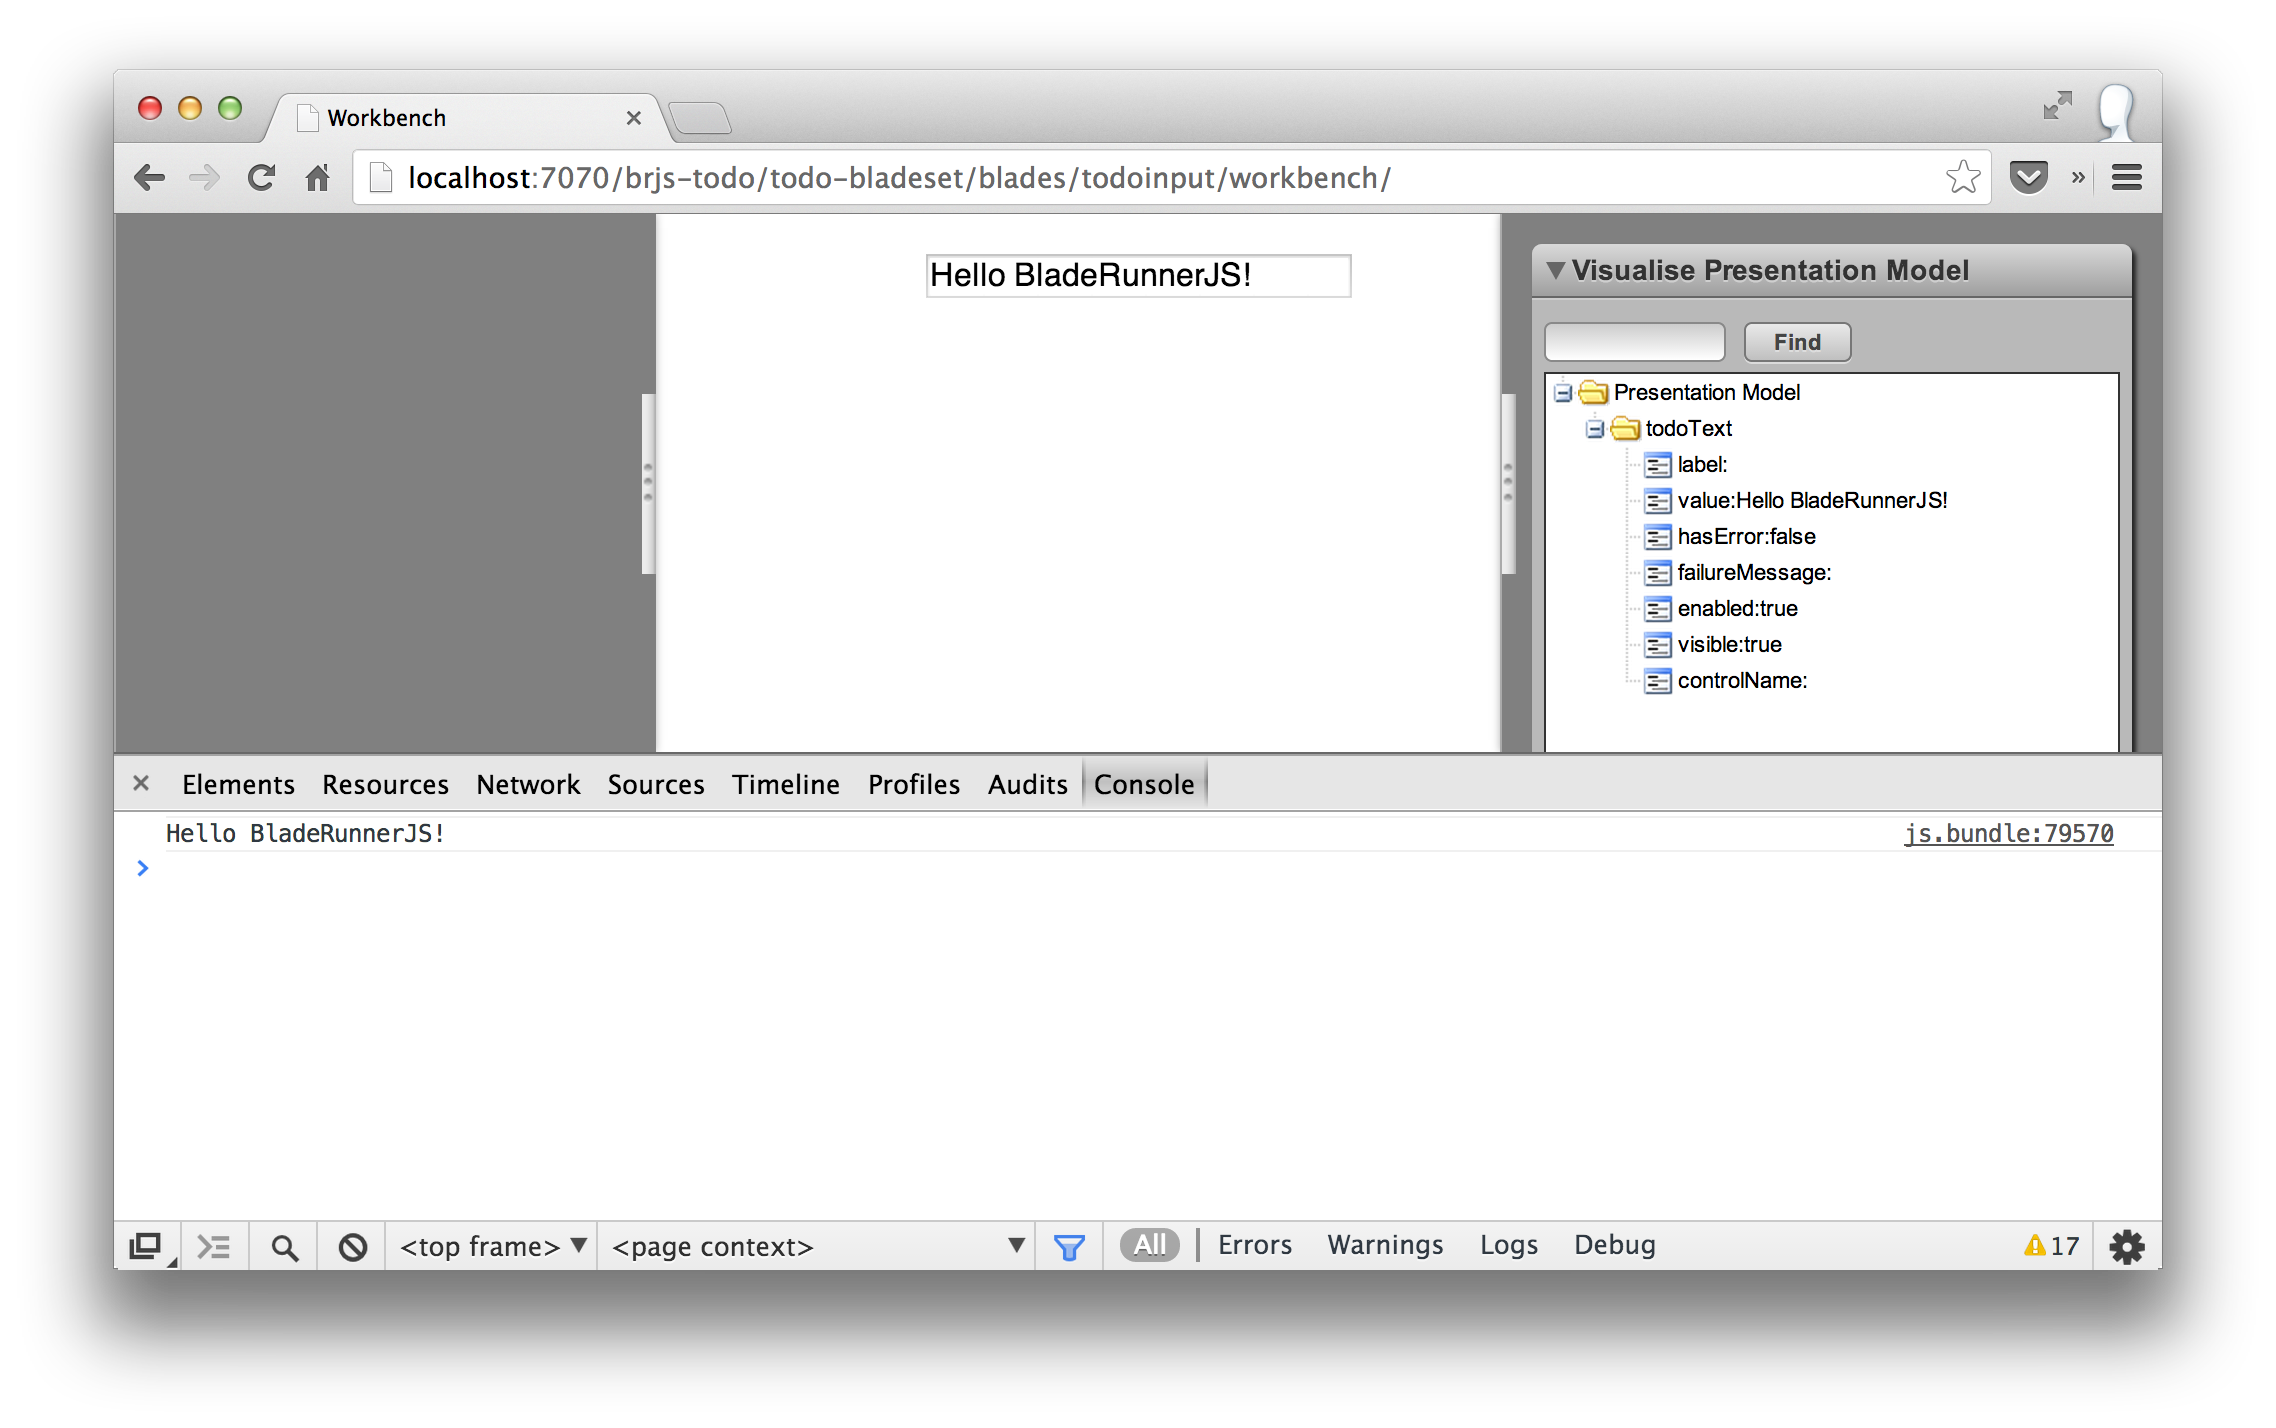 Workbench
localhost:7070/brjs-todo/todo-bladeset/blades/todoinput/workbench/
Hello BladeRunnerJS!
Visualise Presentation Model
Find
Presentation Model
todoText
label:
value:Hello BladeRunnerJS!
hasError:false
failureMessage:
enabled:true
visible:true
controlName:
Elements Resources Network Sources Timeline Profiles Audits Console
Hello BladeRunnerJS! js.bundle:79570
<top frame> <page context> All Errors Warnings Logs Debug 17